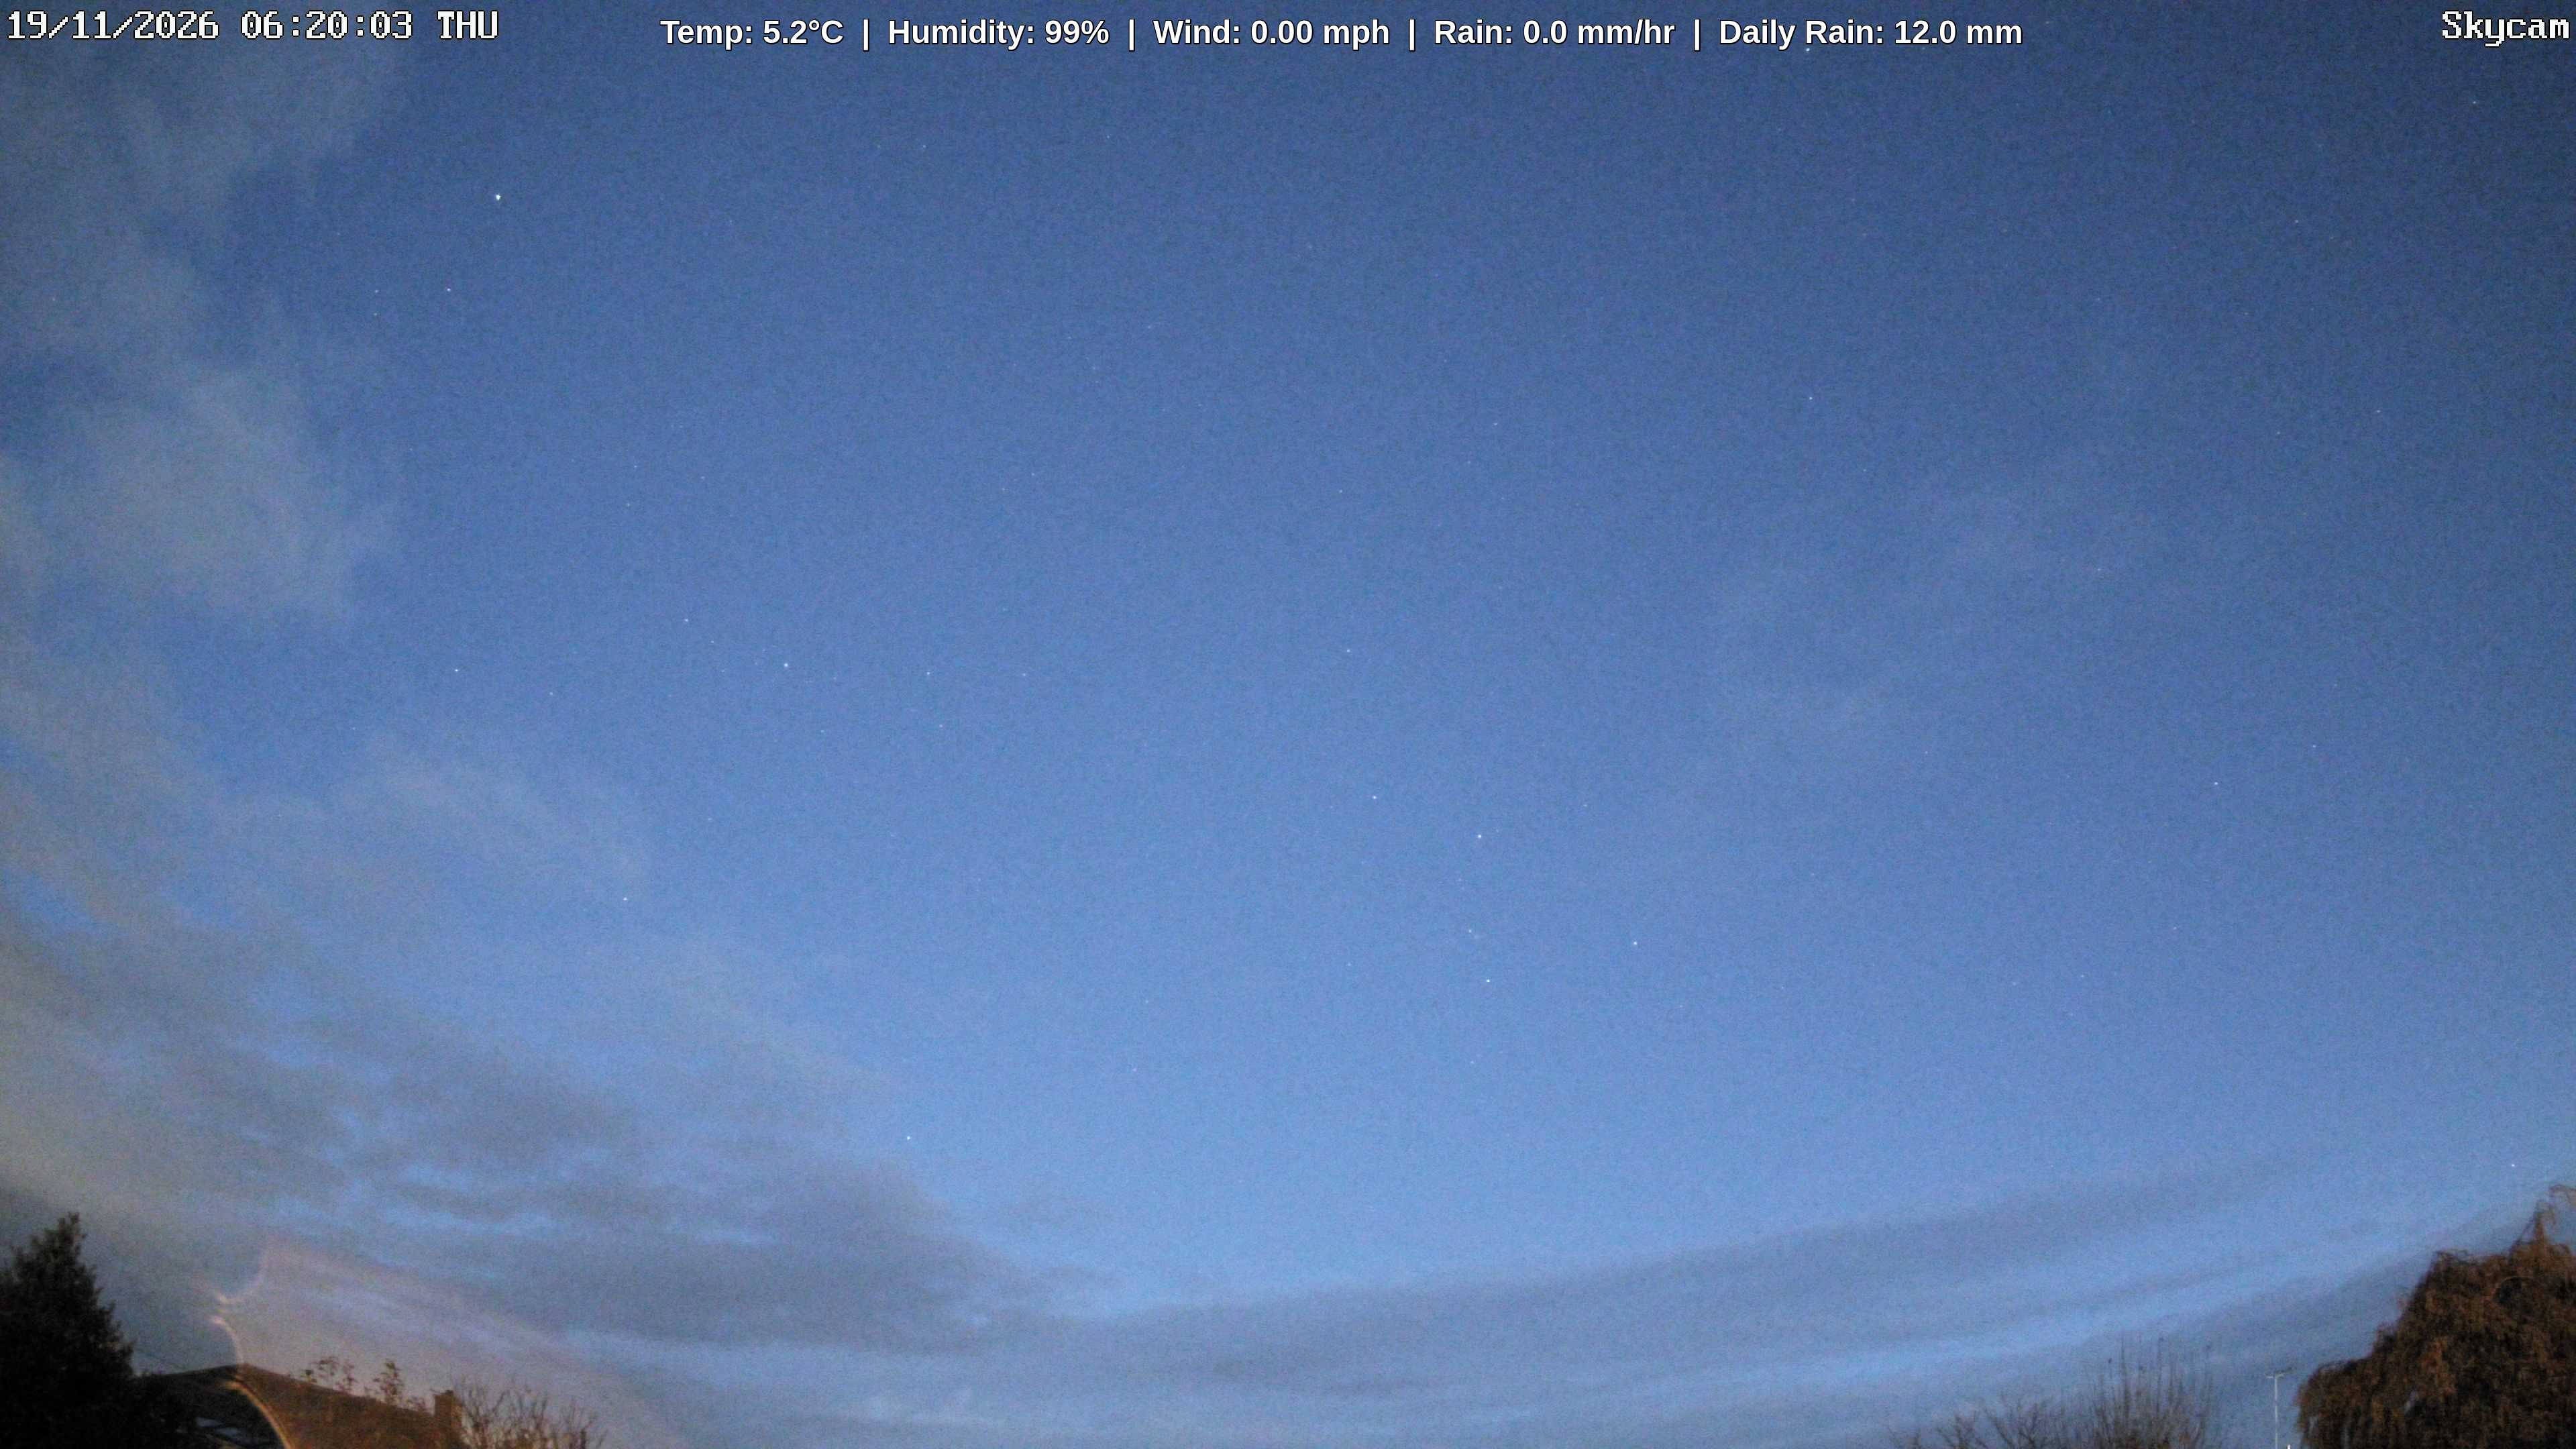 19/11/2026 06:20:03 THU
Temp: 5.2°C | Humidity: 99% | Wind: 0.00 mph | Rain: 0.0 mm/hr | Daily Rain: 12.0 mm
Skycam